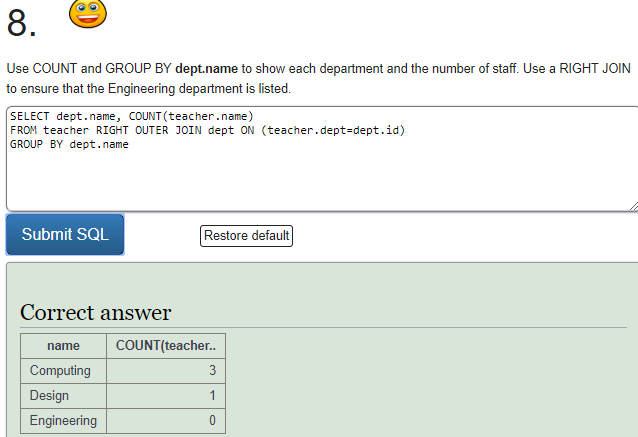 8.
Use COUNT and GROUP BY dept.name to show each department and the number of staff. Use a RIGHT JOIN
to ensure that the Engineering department is listed.
SELECT dept.name, COUNT(teacher.name)
FROM teacher RIGHT OUTER JOIN dept ON (teacher.dept=dept.id)
GROUP BY dept.name
Submit SQL Restore default
Correct answer
name COUNT(teacher..
Computing 3
Design 1
Engineering 0